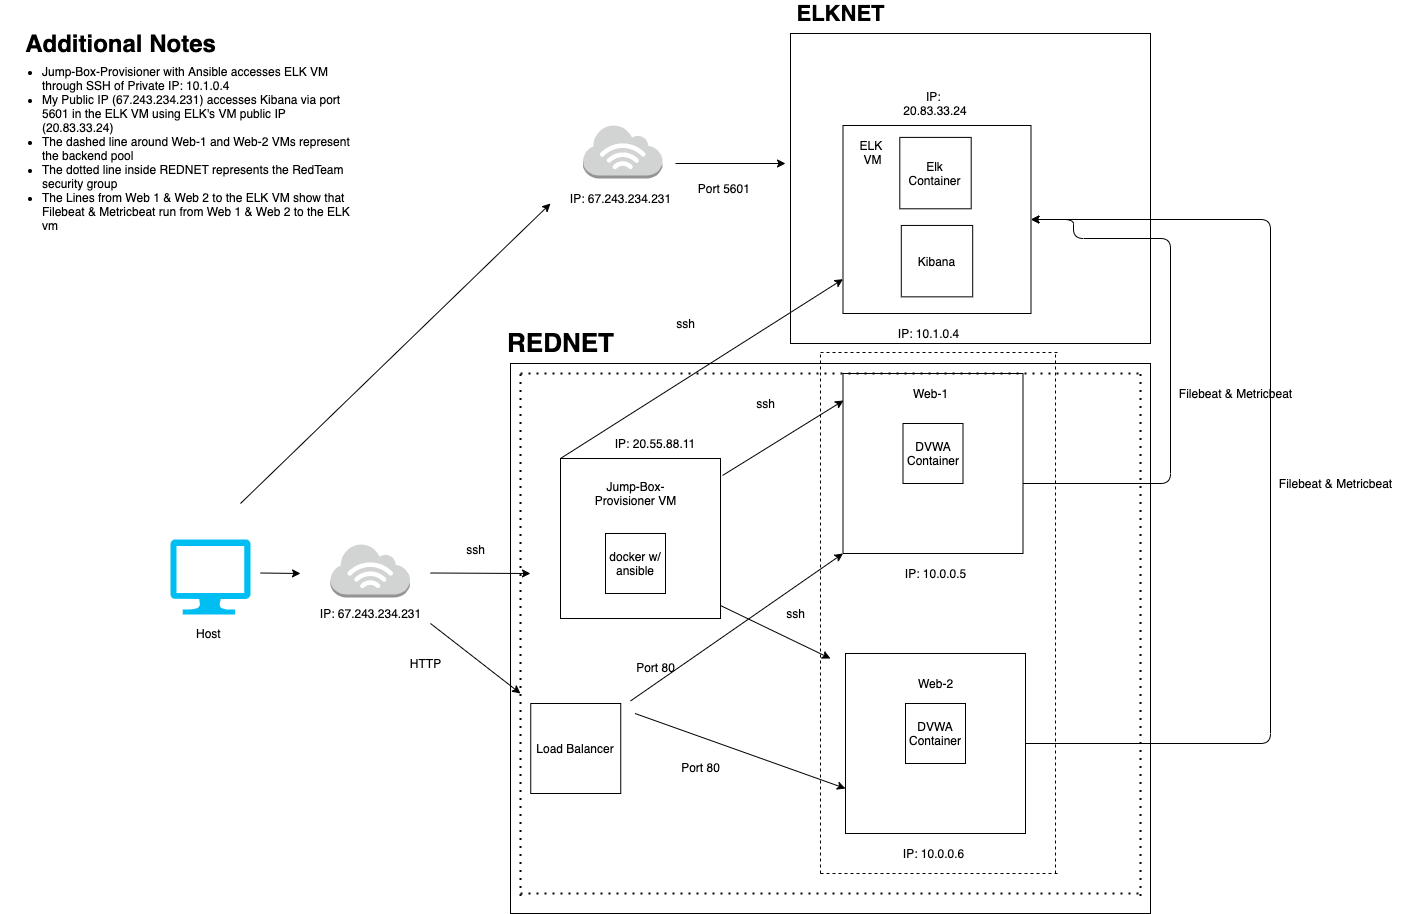 ELKNET
Additional Notes
• Jump-Box-Provisioner with Ansible accesses ELK VM
through SSH of Private IP: 10.1.0.4
• My Public IP (67.243.234.231) accesses Kibana via port
5601 in the ELK VM using ELK's VM public IP
(20.83.33.24)
• The dashed line around Web-1 and Web-2 VMs represent
the backend pool
• The dotted line inside REDNET represents the RedTeam
security group
• The Lines from Web 1 & Web 2 to the ELK VM show that
Filebeat & Metricbeat run from Web 1 & Web 2 to the ELK
vm
IP:
20.83.33.24
ELK
VM
Elk
Container
Kibana
IP: 10.1.0.4
IP: 67.243.234.231
Port 5601
ssh
REDNET
ssh
IP: 20.55.88.11
Jump-Box-
Provisioner VM
docker w/
ansible
Web-1
DVWA
Container
IP: 10.0.0.5
Filebeat & Metricbeat
Filebeat & Metricbeat
ssh
IP: 67.243.234.231
Host
HTTP
ssh
Port 80
Load Balancer
Port 80
Web-2
DVWA
Container
IP: 10.0.0.6